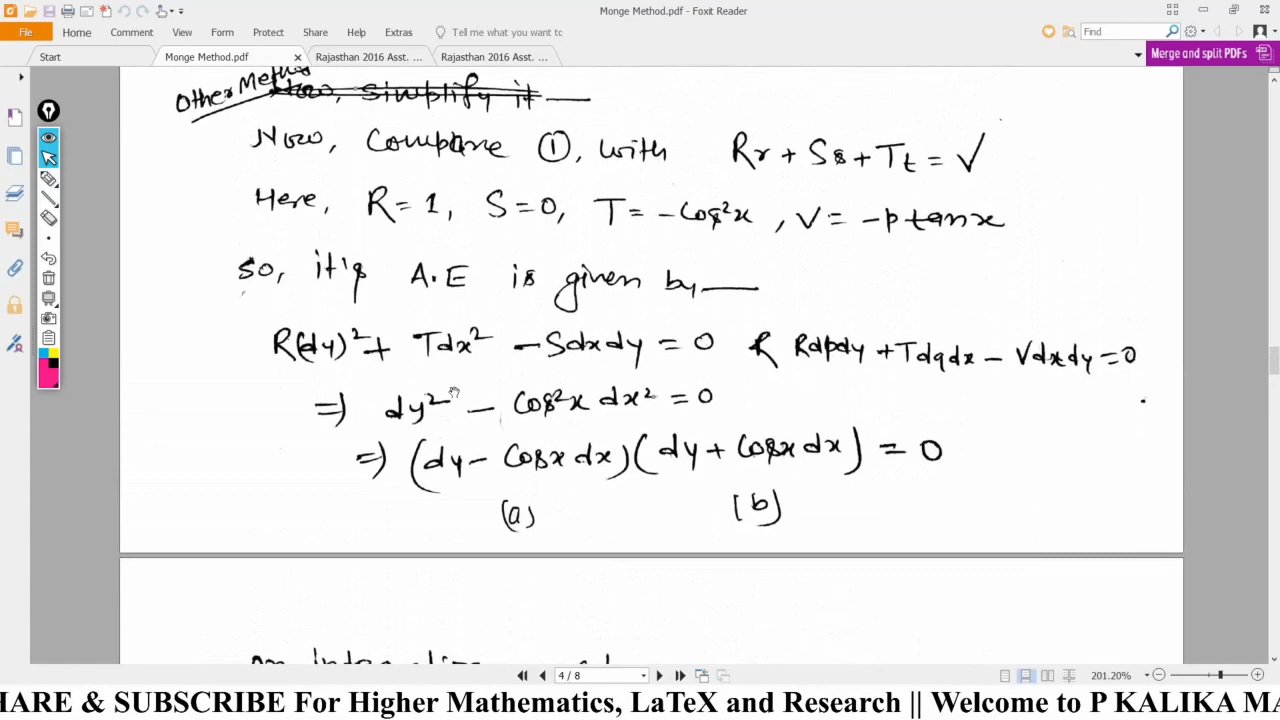 Monge Method.pdf - Foxit Reader
File Home Comment View Form Protect Share Help Extras Tell me what you want to Find
Start Monge Method.pdf Rajasthan 2016 Asst. ... Rajasthan 2016 Asst. ... Merge and split PDFs
Other Method
Now, Simplify it
Now, Compare ①, with Rr + Ss + Tt = V
Here, R = 1, S = 0, T = -Cos²x, V = -p tan x
so, it's A.E is given by
R(dy)² + Tdx² - Sdxdy = 0 & Rdpdy + Tdqdx - Vdxdy = 0
⇒ dy² - Cos²x dx² = 0
⇒ (dy - Cosx dx)(dy + Cosx dx) = 0
(a) (b)
4 / 8 201.20%
HARE & SUBSCRIBE For Higher Mathematics, LaTeX and Research || Welcome to P KALIKA MA